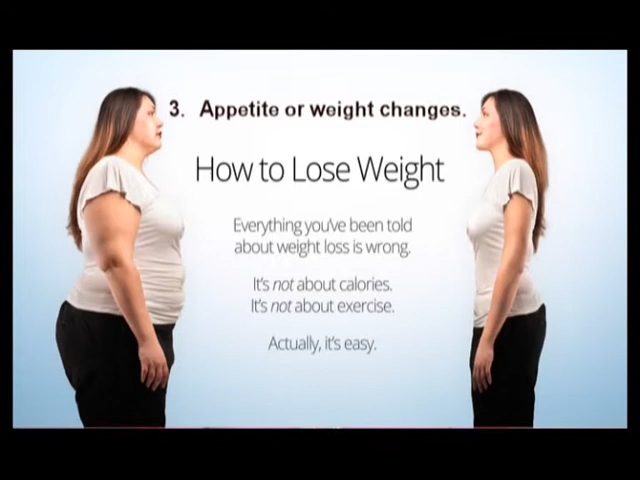 3. Appetite or weight changes.
How to Lose Weight
Everything you've been told
about weight loss is wrong.
It's not about calories.
It's not about exercise.
Actually, it's easy.